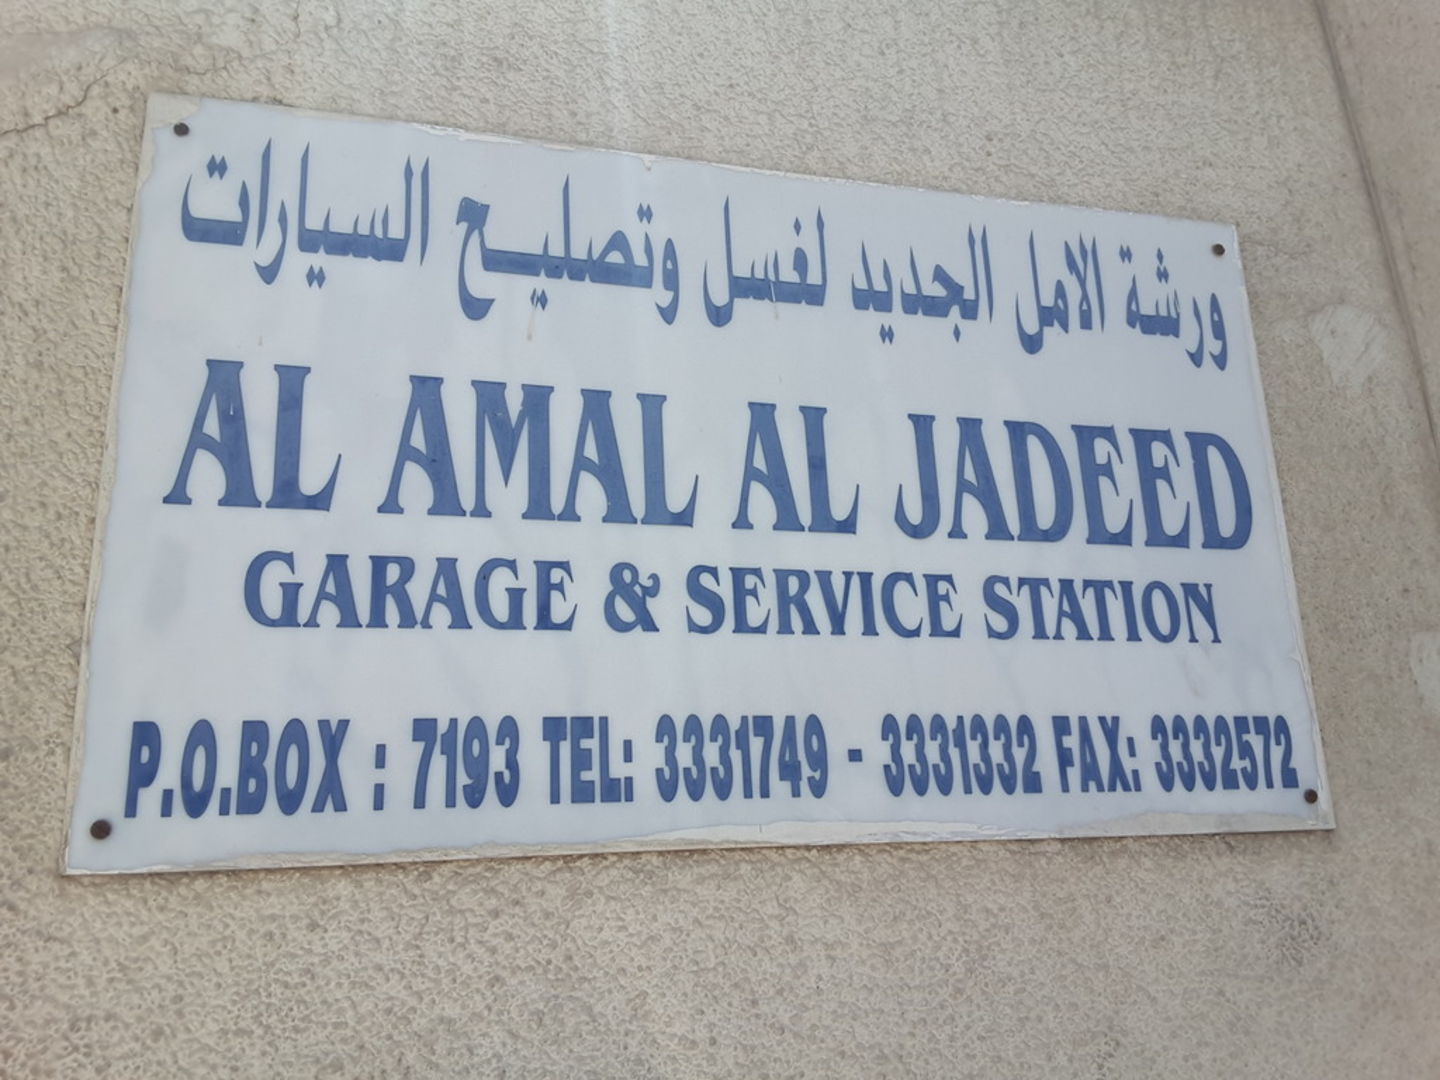 ورشة الامل الجديد لغسل وتصليح السيارات
AL AMAL AL JADEED
GARAGE & SERVICE STATION
P.O.BOX : 7193 TEL: 3331749 - 3331332 FAX: 3332572